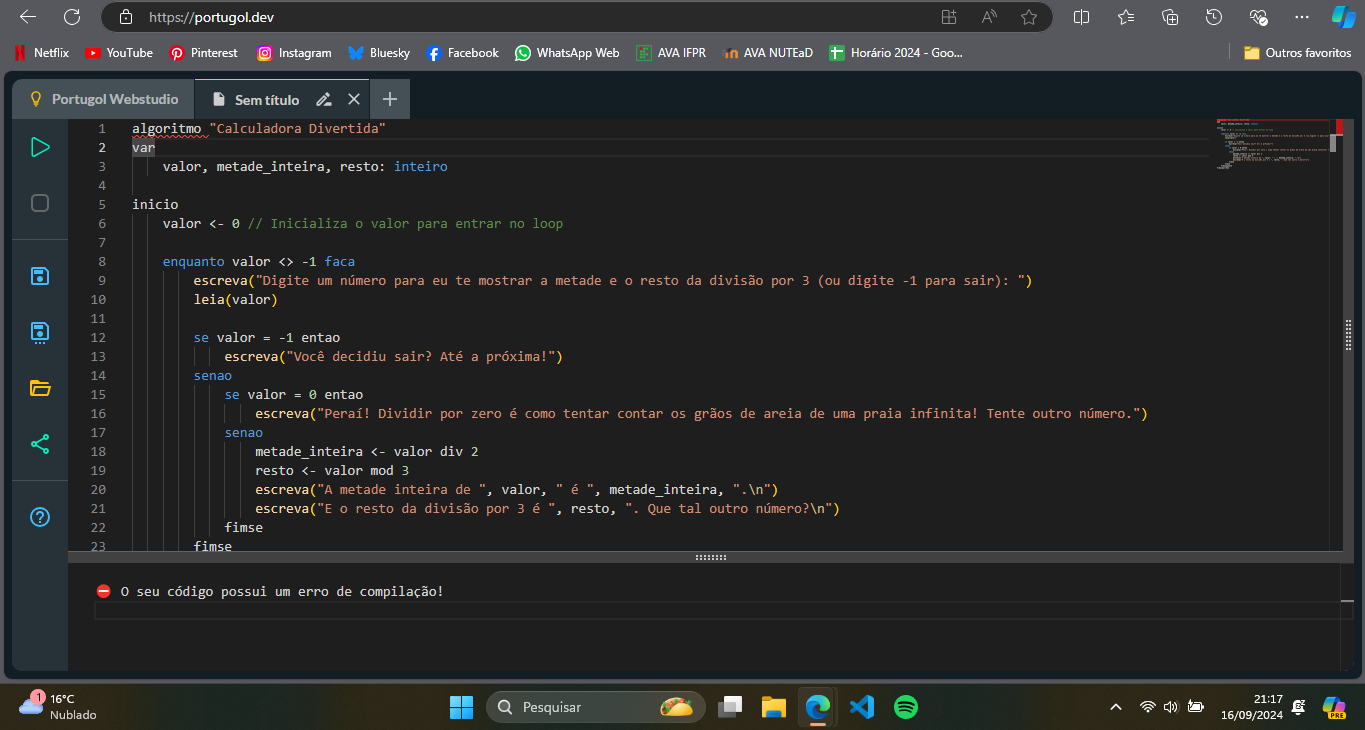 https://portugol.dev
Netflix YouTube Pinterest Instagram Bluesky Facebook WhatsApp Web AVA IFPR AVA NUTEaD Horário 2024 - Goo... Outros favoritos
Portugol Webstudio Sem título
1 algoritmo "Calculadora Divertida"
2 var
3 valor, metade_inteira, resto: inteiro
4
5 inicio
6 valor <- 0 // Inicializa o valor para entrar no loop
7
8 enquanto valor <> -1 faca
9 escreva("Digite um número para eu te mostrar a metade e o resto da divisão por 3 (ou digite -1 para sair): ")
10 leia(valor)
11
12 se valor = -1 entao
13 escreva("Você decidiu sair? Até a próxima!")
14 senao
15 se valor = 0 entao
16 escreva("Peraí! Dividir por zero é como tentar contar os grãos de areia de uma praia infinita! Tente outro número.")
17 senao
18 metade_inteira <- valor div 2
19 resto <- valor mod 3
20 escreva("A metade inteira de ", valor, " é ", metade_inteira, ".\n")
21 escreva("E o resto da divisão por 3 é ", resto, ". Que tal outro número?\n")
22 fimse
23 fimse
O seu código possui um erro de compilação!
1 16°C
Nublado
Pesquisar
21:17
16/09/2024
PRE